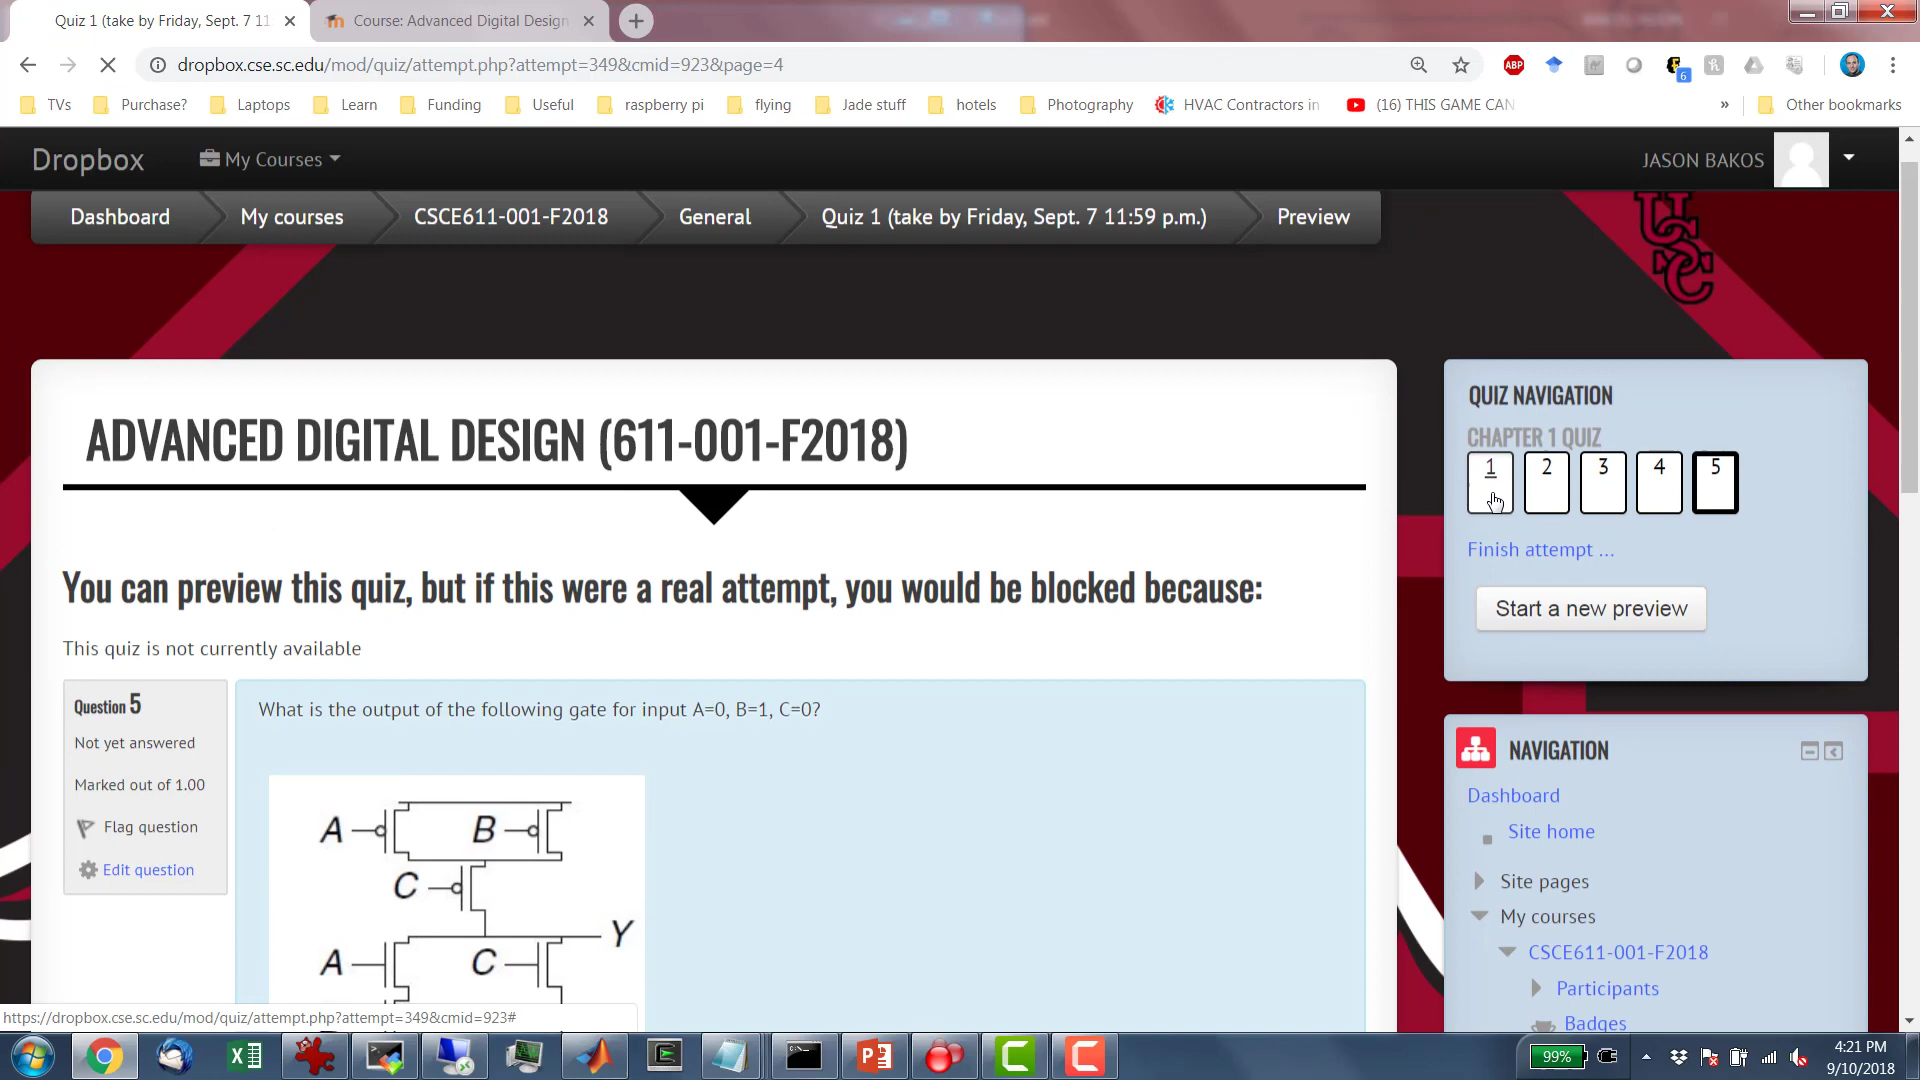 Quiz 1 (take by Friday, Sept. 7 11
Course: Advanced Digital Design
dropbox.cse.sc.edu/mod/quiz/attempt.php?attempt=349&cmid=923&page=4
ABP
6
TVs
Purchase?
Laptops
Learn
Funding
Useful
raspberry pi
flying
Jade stuff
hotels
Photography
HVAC Contractors in
(16) THIS GAME CAN
»
Other bookmarks
Dropbox
My Courses
JASON BAKOS
Dashboard
My courses
CSCE611-001-F2018
General
Quiz 1 (take by Friday, Sept. 7 11:59 p.m.)
Preview
USC
ADVANCED DIGITAL DESIGN (611-001-F2018)
You can preview this quiz, but if this were a real attempt, you would be blocked because:
This quiz is not currently available
Question 5
Not yet answered
Marked out of 1.00
Flag question
Edit question
What is the output of the following gate for input A=0, B=1, C=0?
A
B
C
Y
A
C
QUIZ NAVIGATION
CHAPTER 1 QUIZ
1 2 3 4 5
Finish attempt ...
Start a new preview
NAVIGATION
Dashboard
Site home
Site pages
My courses
CSCE611-001-F2018
Participants
Badges
https://dropbox.cse.sc.edu/mod/quiz/attempt.php?attempt=349&cmid=923#
99%
4:21 PM
9/10/2018